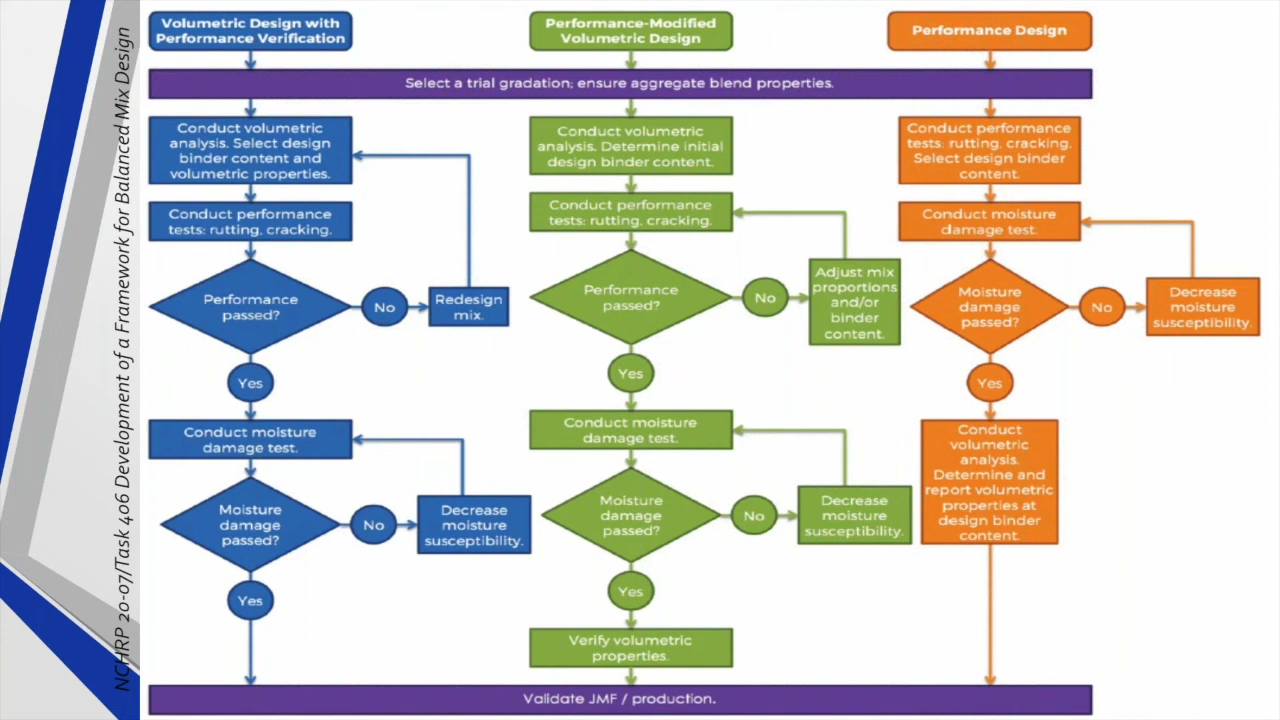 NCHRP 20-07/Task 406 Development of a Framework for Balanced Mix Design
Volumetric Design with
Performance Verification
Performance-Modified
Volumetric Design
Performance Design
Select a trial gradation; ensure aggregate blend properties.
Conduct volumetric
analysis. Select design
binder content and
volumetric properties.
Conduct performance
tests: rutting, cracking.
Performance
passed?
No
Redesign
mix.
Yes
Conduct moisture
damage test.
Moisture
damage
passed?
No
Decrease
moisture
susceptibility.
Yes
Conduct volumetric
analysis. Determine initial
design binder content.
Conduct performance
tests: rutting, cracking.
Performance
passed?
No
Adjust mix
proportions
and/or
binder
content.
Yes
Conduct moisture
damage test.
Moisture
damage
passed?
No
Decrease
moisture
susceptibility.
Yes
Verify volumetric
properties.
Conduct performance
tests: rutting, cracking.
Select design binder
content.
Conduct moisture
damage test.
Moisture
damage
passed?
No
Decrease
moisture
susceptibility.
Yes
Conduct
volumetric
analysis.
Determine and
report volumetric
properties at
design binder
content.
Validate JMF / production.